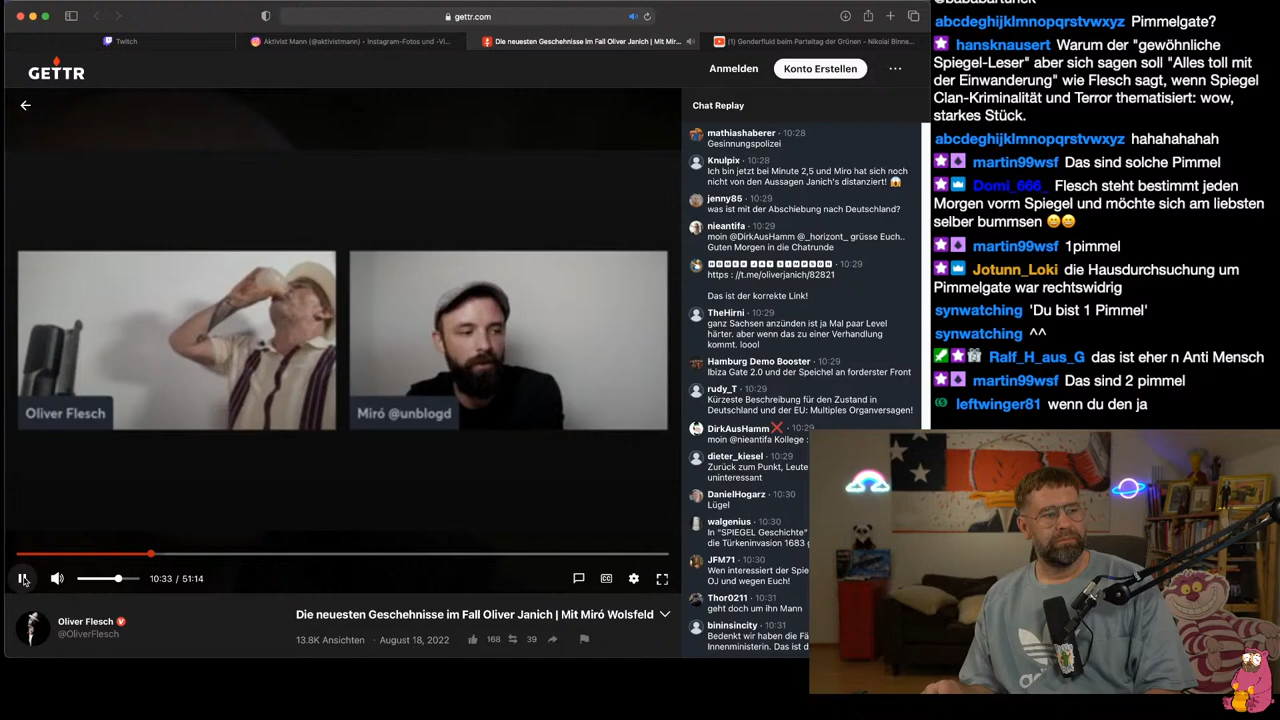 gettr.com
Twitch
Aktivist Mann (@aktivistmann) • Instagram-Fotos und -Vi...
Die neuesten Geschehnisse im Fall Oliver Janich | Mit Mir...
(1) Genderfluid beim Parteitag der Grünen - Nikolai Binne...
GETTR
Anmelden
Konto Erstellen
Chat Replay
mathiashaberer · 10:28
Gesinnungspolizei
Knulpix · 10:28
Ich bin jetzt bei Minute 2,5 und Miro hat sich noch
nicht von den Aussagen Janich's distanziert! 😱
jenny85 · 10:29
was ist mit der Abschiebung nach Deutschland?
nieantifa · 10:29
moin @DirkAusHamm @_horizont_ grüsse Euch..
Guten Morgen in die Chatrunde
· 10:29
https : //t.me/oliverjanich/82821
Das ist der korrekte Link!
TheHirni · 10:29
ganz Sachsen anzünden ist ja Mal paar Level
härter. aber wenn das zu einer Verhandlung
kommt. loool
Hamburg Demo Booster · 10:29
Ibiza Gate 2.0 und der Speichel an forderster Front
rudy_T · 10:29
Kürzeste Beschreibung für den Zustand in
Deutschland und der EU: Multiples Organversagen!
DirkAusHamm ❌ · 10:29
moin @nieantifa Kollege :
dieter_kiesel · 10:29
Zurück zum Punkt, Leute
uninteressant
DanielHogarz · 10:30
Lügel
walgenius · 10:30
In "SPIEGEL Geschichte"
die Türkeninvasion 1683
JFM71 · 10:30
Wen interessiert der Spie
OJ und wegen Euch!
Thor0211 · 10:31
geht doch um ihn Mann
bininsincity · 10:31
Bedenkt wir haben die Fä
Innenministerin. Das ist d
Oliver Flesch
Miró @unblogd
10:33 / 51:14
Oliver Flesch
@OliverFlesch
Die neuesten Geschehnisse im Fall Oliver Janich | Mit Miró Wolsfeld
13.8K Ansichten · August 18, 2022
168
39
abcdeghijklmnopqrstvwxyz Pimmelgate?
hansknausert Warum der "gewöhnliche
Spiegel-Leser" aber sich sagen soll "Alles toll mit
der Einwanderung" wie Flesch sagt, wenn Spiegel
Clan-Kriminalität und Terror thematisiert: wow,
starkes Stück.
abcdeghijklmnopqrstvwxyz hahahahahah
martin99wsf Das sind solche Pimmel
Domi_666_ Flesch steht bestimmt jeden
Morgen vorm Spiegel und möchte sich am liebsten
selber bummsen 😊😊
martin99wsf 1pimmel
Jotunn_Loki die Hausdurchsuchung um
Pimmelgate war rechtswidrig
synwatching 'Du bist 1 Pimmel'
synwatching ^^
Ralf_H_aus_G das ist eher n Anti Mensch
martin99wsf Das sind 2 pimmel
leftwinger81 wenn du den ja